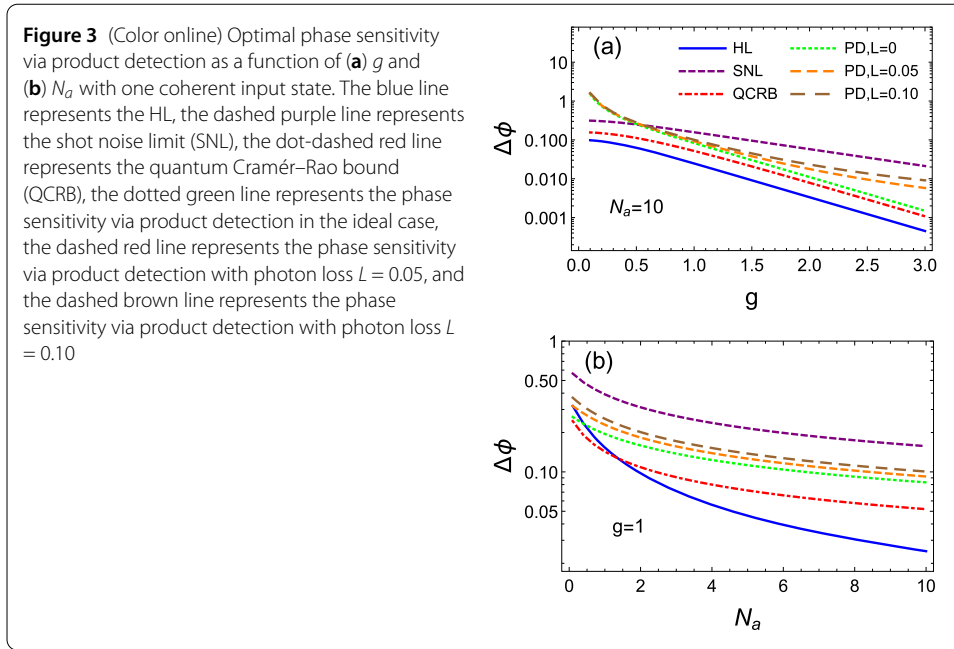 Figure 3 (Color online) Optimal phase sensitivity
via product detection as a function of (a) g and
(b) Na with one coherent input state. The blue line
represents the HL, the dashed purple line represents
the shot noise limit (SNL), the dot-dashed red line
represents the quantum Cramér–Rao bound
(QCRB), the dotted green line represents the phase
sensitivity via product detection in the ideal case,
the dashed red line represents the phase sensitivity
via product detection with photon loss L = 0.05, and
the dashed brown line represents the phase
sensitivity via product detection with photon loss L
= 0.10
(a)
HL
SNL
QCRB
PD,L=0
PD,L=0.05
PD,L=0.10
10
1
0.100
0.010
0.001
Δϕ
Na=10
0.0 0.5 1.0 1.5 2.0 2.5 3.0
g
(b)
1
0.50
0.10
0.05
Δϕ
g=1
0 2 4 6 8 10
Na